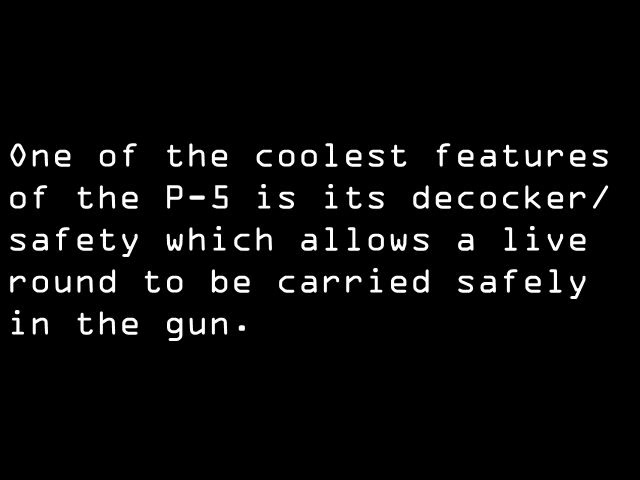 One of the coolest features
of the P-5 is its decocker/
safety which allows a live
round to be carried safely
in the gun.